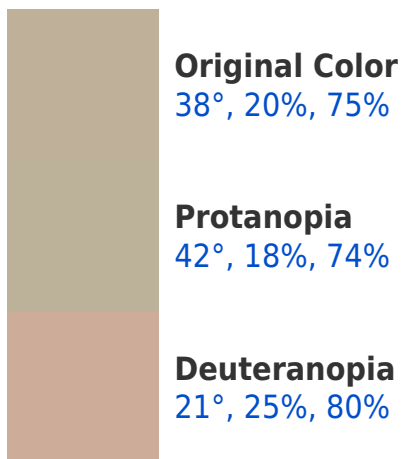 Original Color
38°, 20%, 75%
Protanopia
42°, 18%, 74%
Deuteranopia
21°, 25%, 80%